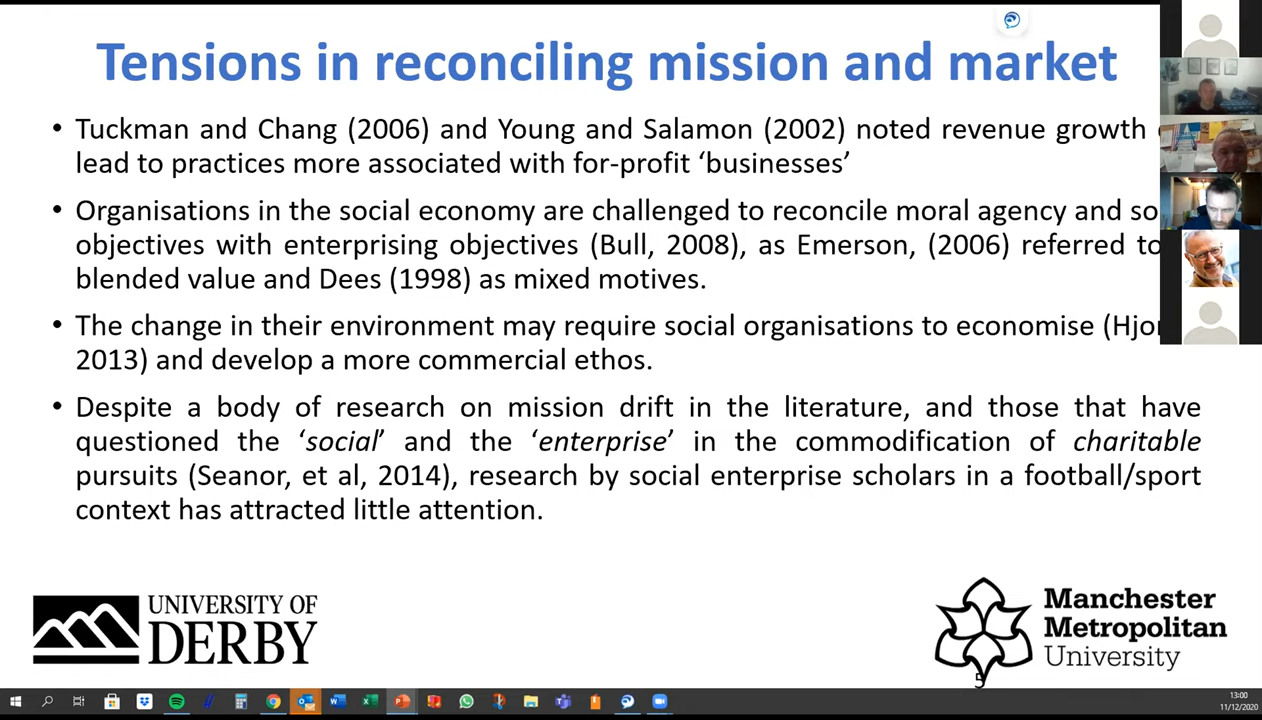 Tensions in reconciling mission and market
• Tuckman and Chang (2006) and Young and Salamon (2002) noted revenue growth
lead to practices more associated with for-profit ‘businesses’
• Organisations in the social economy are challenged to reconcile moral agency and so
objectives with enterprising objectives (Bull, 2008), as Emerson, (2006) referred to
blended value and Dees (1998) as mixed motives.
• The change in their environment may require social organisations to economise (Hjor
2013) and develop a more commercial ethos.
• Despite a body of research on mission drift in the literature, and those that have
questioned the ‘social’ and the ‘enterprise’ in the commodification of charitable
pursuits (Seanor, et al, 2014), research by social enterprise scholars in a football/sport
context has attracted little attention.
UNIVERSITY OF
DERBY
Manchester
Metropolitan
University
5
13:00
11/12/2020